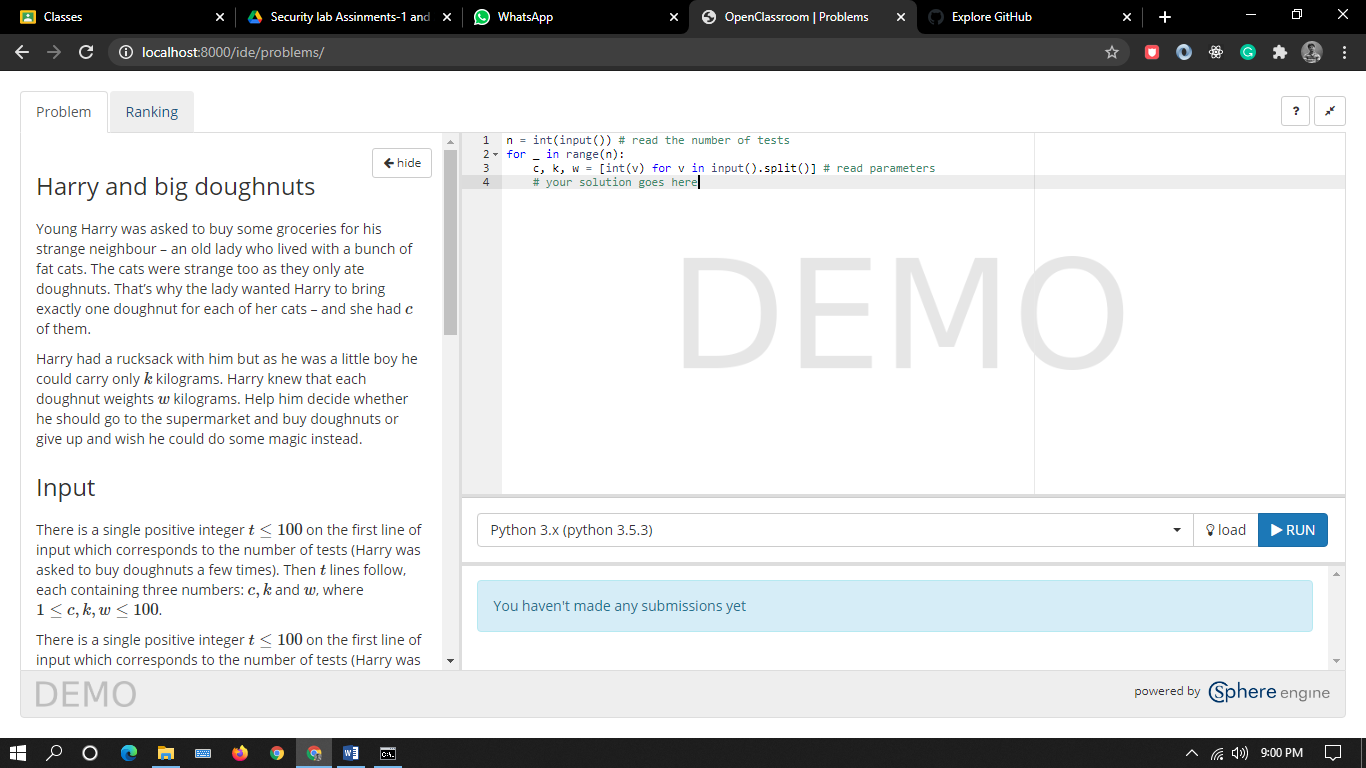 Classes
Security lab Assinments-1 and
WhatsApp
OpenClassroom | Problems
Explore GitHub
localhost:8000/ide/problems/
Problem
Ranking
?
hide
Harry and big doughnuts
Young Harry was asked to buy some groceries for his
strange neighbour – an old lady who lived with a bunch of
fat cats. The cats were strange too as they only ate
doughnuts. That's why the lady wanted Harry to bring
exactly one doughnut for each of her cats – and she had c
of them.
Harry had a rucksack with him but as he was a little boy he
could carry only k kilograms. Harry knew that each
doughnut weights w kilograms. Help him decide whether
he should go to the supermarket and buy doughnuts or
give up and wish he could do some magic instead.
Input
There is a single positive integer t ≤ 100 on the first line of
input which corresponds to the number of tests (Harry was
asked to buy doughnuts a few times). Then t lines follow,
each containing three numbers: c, k and w, where
1 ≤ c, k, w ≤ 100.
There is a single positive integer t ≤ 100 on the first line of
input which corresponds to the number of tests (Harry was
1 n = int(input()) # read the number of tests
2 for _ in range(n):
3 c, k, w = [int(v) for v in input().split()] # read parameters
4 # your solution goes here
DEMO
Python 3.x (python 3.5.3)
load
RUN
You haven't made any submissions yet
DEMO
powered by Sphere engine
9:00 PM